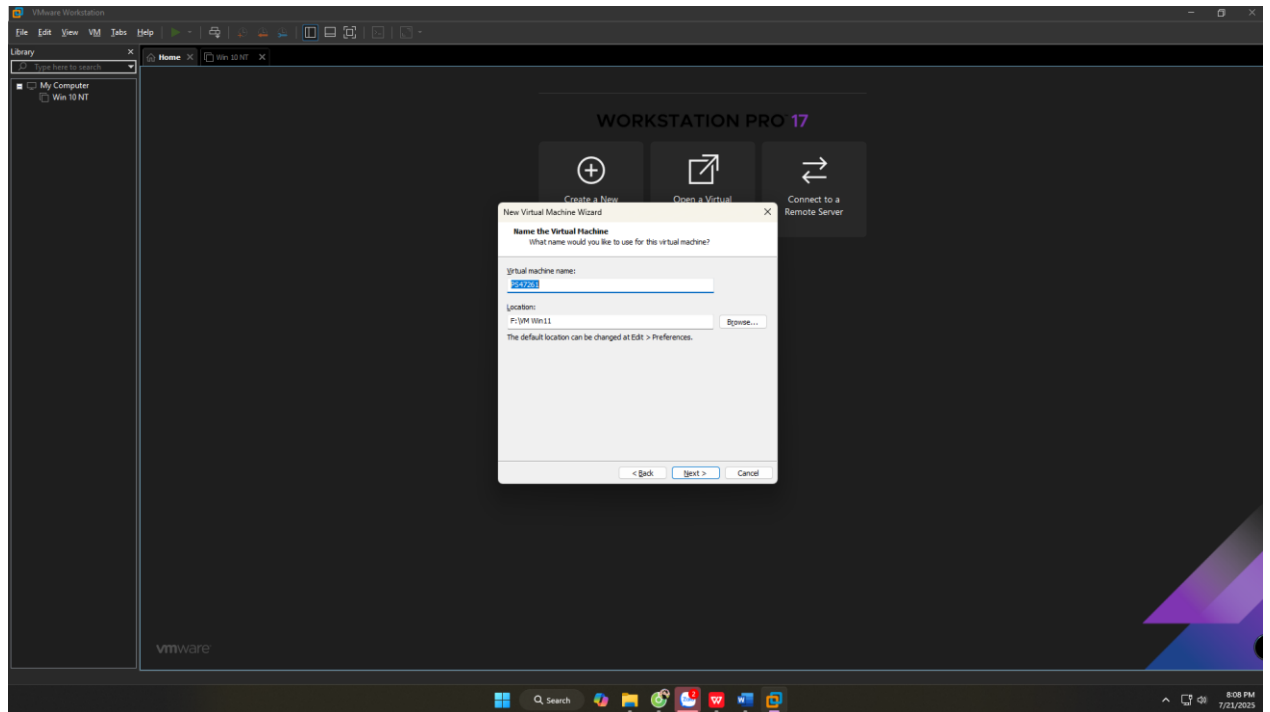 VMware Workstation
File Edit View VM Tabs Help
Library
Type here to search
My Computer
Win 10 NT
Home
Win 10 NT
WORKSTATION PRO 17
Create a New
Open a Virtual
Connect to a
Remote Server
New Virtual Machine Wizard
Name the Virtual Machine
What name would you like to use for this virtual machine?
Virtual machine name:
PS47261
Location:
F:\VM Win11
Browse...
The default location can be changed at Edit > Preferences.
< Back Next > Cancel
vmware
Search
2
8:08 PM
7/21/2025